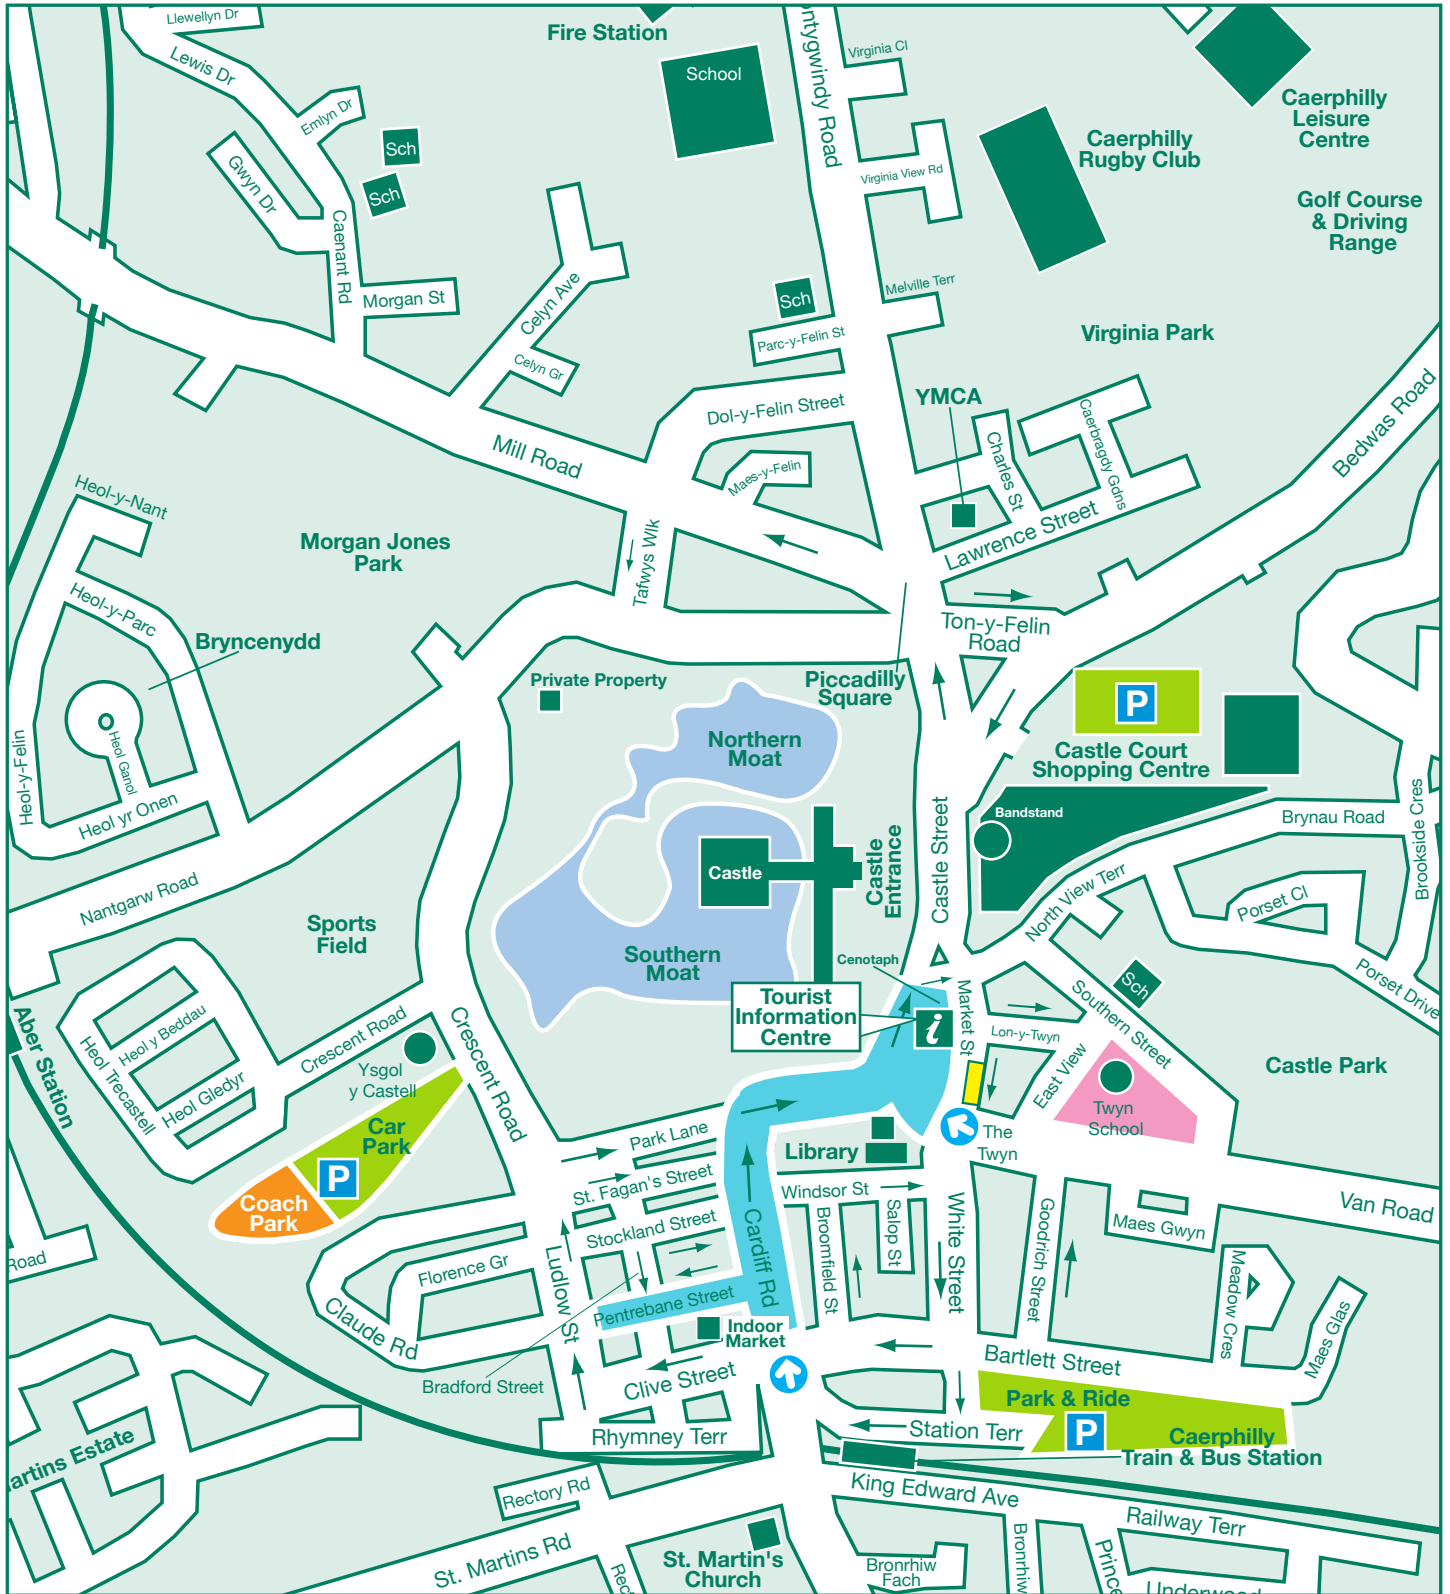 Llewellyn Dr
Lewis Dr
Emlyn Dr
Gwyn Dr
Sch
Sch
Caenant Rd
Morgan St
Celyn Ave
Celyn Gr
Fire Station
School
Pontygwindy Road
Virginia Cl
Virginia View Rd
Caerphilly
Rugby Club
Caerphilly
Leisure
Centre
Golf Course
& Driving
Range
Sch
Melville Terr
Parc-y-Felin St
Virginia Park
Dol-y-Felin Street
YMCA
Charles St
Caerbragdy Gdns
Bedwas Road
Mill Road
Maes-y-Felin
Lawrence Street
Heol-y-Nant
Morgan Jones
Park
Tafwys Wlk
Heol-y-Parc
Bryncenydd
Ton-y-Felin
Road
Private Property
Piccadilly
Square
P
Castle Court
Shopping Centre
Northern
Moat
Heol-y-Felin
Heol Ganol
Heol yr Onen
Bandstand
Brynau Road
Brookside Cres
Castle
Castle
Entrance
Castle Street
North View Terr
Porset Cl
Nantgarw Road
Sports
Field
Southern
Moat
Cenotaph
Porset Drive
Sch
Tourist
Information
Centre
i
Market St
Lon-y-Twyn
Southern Street
East View
Castle Park
Aber Station
Heol Trecastell
Heol y Beddau
Heol Gledyr
Crescent Road
Ysgol
y Castell
Crescent Road
Car
Park
P
Coach
Park
Park Lane
Library
The
Twyn
Twyn
School
St. Fagan's Street
Windsor St
Van Road
Stockland Street
Cardiff Rd
Broomfield St
Salop St
White Street
Goodrich Street
Maes Gwyn
Meadow Cres
Maes Glas
Road
Florence Gr
Claude Rd
Ludlow St
Pentrebane Street
Indoor
Market
Bradford Street
Clive Street
Bartlett Street
Park & Ride
P
Rhymney Terr
Station Terr
Caerphilly
Train & Bus Station
artins Estate
Rectory Rd
King Edward Ave
Railway Terr
St. Martins Rd
Rect
St. Martin's
Church
Bronrhiw
Fach
Bronrhiw
Prince
Underwood